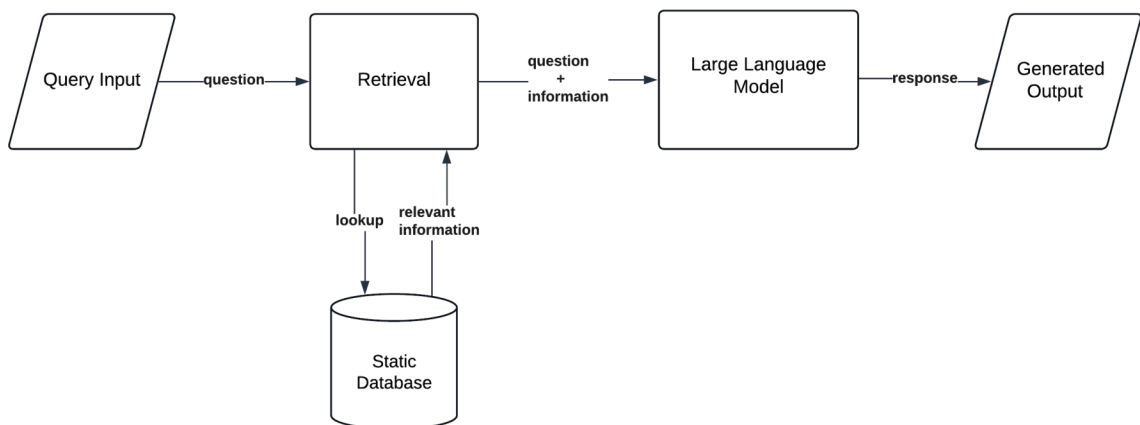 Query Input
question
Retrieval
question
+
information
Large Language
Model
response
Generated
Output
lookup
relevant
information
Static
Database